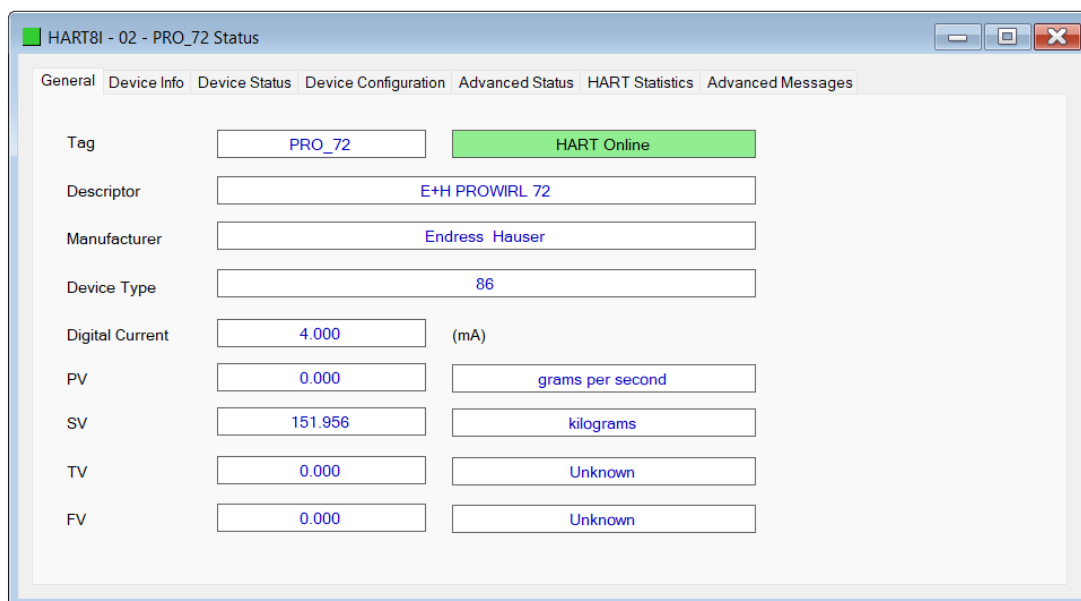 HART8I - 02 - PRO_72 Status
General Device Info Device Status Device Configuration Advanced Status HART Statistics Advanced Messages
Tag PRO_72 HART Online
Descriptor E+H PROWIRL 72
Manufacturer Endress Hauser
Device Type 86
Digital Current 4.000 (mA)
PV 0.000 grams per second
SV 151.956 kilograms
TV 0.000 Unknown
FV 0.000 Unknown